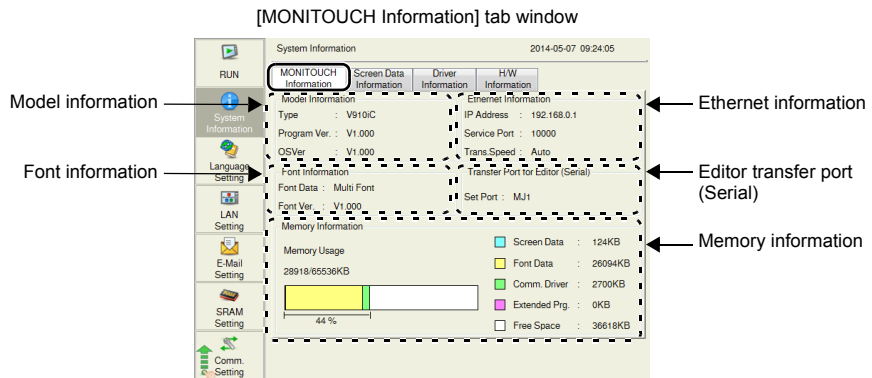 [MONITOUCH Information] tab window
System Information 2014-05-07 09:24:05
RUN
MONITOUCH Information
Screen Data Information
Driver Information
H/W Information
Model information
Model Information
Type : V910iC
Program Ver. : V1.000
OSVer : V1.000
Ethernet Information
IP Address : 192.168.0.1
Service Port : 10000
Trans.Speed : Auto
Ethernet information
System Information
Font information
Font Information
Font Data : Multi Font
Font Ver. : V1.000
Transfer Port for Editor (Serial)
Set Port : MJ1
Editor transfer port
(Serial)
Language Setting
LAN Setting
Memory Information
Memory Usage
28918/65536KB
44 %
Screen Data : 124KB
Font Data : 26094KB
Comm. Driver : 2700KB
Extended Prg. : 0KB
Free Space : 36618KB
Memory information
E-Mail Setting
SRAM Setting
Comm. Setting